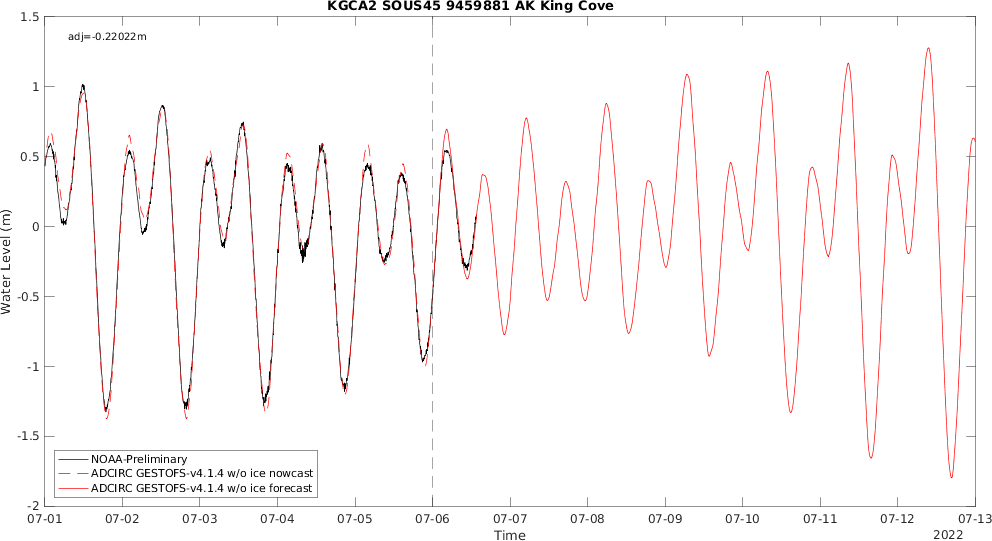 KGCA2 SOUS45 9459881 AK King Cove
adj=-0.22022m
1.5
1
0.5
0
-0.5
-1
-1.5
-2
Water Level (m)
NOAA-Preliminary
ADCIRC GESTOFS-v4.1.4 w/o ice nowcast
ADCIRC GESTOFS-v4.1.4 w/o ice forecast
07-01 07-02 07-03 07-04 07-05 07-06 07-07 07-08 07-09 07-10 07-11 07-12 07-13
Time
2022